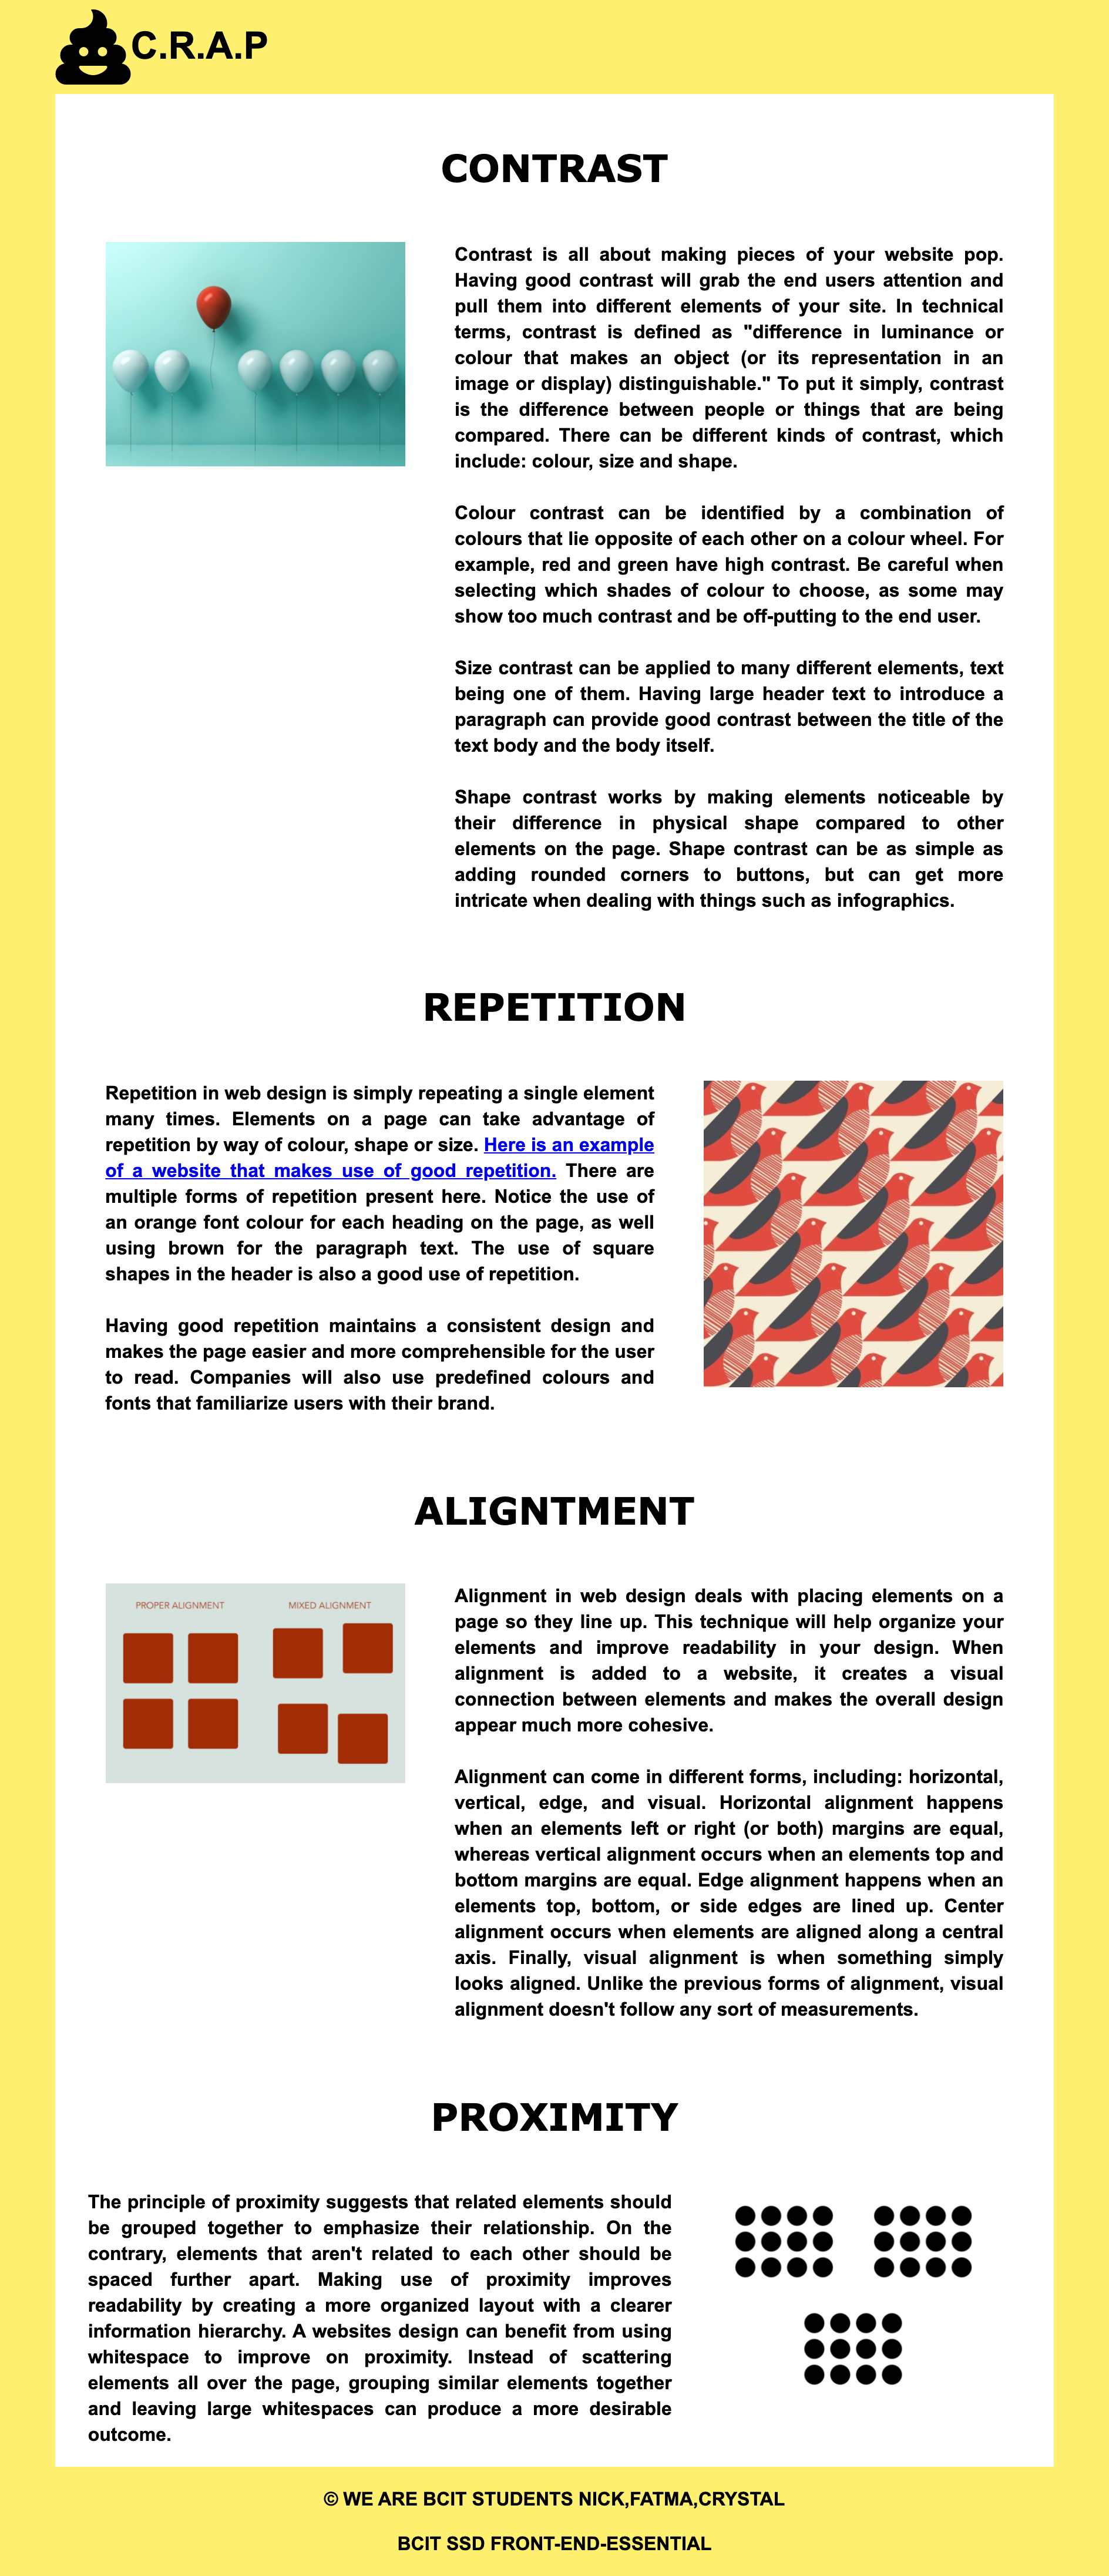 C.R.A.P
CONTRAST
Contrast is all about making pieces of your website pop.
Having good contrast will grab the end users attention and
pull them into different elements of your site. In technical
terms, contrast is defined as "difference in luminance or
colour that makes an object (or its representation in an
image or display) distinguishable." To put it simply, contrast
is the difference between people or things that are being
compared. There can be different kinds of contrast, which
include: colour, size and shape.
Colour contrast can be identified by a combination of
colours that lie opposite of each other on a colour wheel. For
example, red and green have high contrast. Be careful when
selecting which shades of colour to choose, as some may
show too much contrast and be off-putting to the end user.
Size contrast can be applied to many different elements, text
being one of them. Having large header text to introduce a
paragraph can provide good contrast between the title of the
text body and the body itself.
Shape contrast works by making elements noticeable by
their difference in physical shape compared to other
elements on the page. Shape contrast can be as simple as
adding rounded corners to buttons, but can get more
intricate when dealing with things such as infographics.
REPETITION
Repetition in web design is simply repeating a single element
many times. Elements on a page can take advantage of
repetition by way of colour, shape or size. Here is an example
of a website that makes use of good repetition. There are
multiple forms of repetition present here. Notice the use of
an orange font colour for each heading on the page, as well
using brown for the paragraph text. The use of square
shapes in the header is also a good use of repetition.
Having good repetition maintains a consistent design and
makes the page easier and more comprehensible for the user
to read. Companies will also use predefined colours and
fonts that familiarize users with their brand.
ALIGNTMENT
PROPER ALIGNMENT
MIXED ALIGNMENT
Alignment in web design deals with placing elements on a
page so they line up. This technique will help organize your
elements and improve readability in your design. When
alignment is added to a website, it creates a visual
connection between elements and makes the overall design
appear much more cohesive.
Alignment can come in different forms, including: horizontal,
vertical, edge, and visual. Horizontal alignment happens
when an elements left or right (or both) margins are equal,
whereas vertical alignment occurs when an elements top and
bottom margins are equal. Edge alignment happens when an
elements top, bottom, or side edges are lined up. Center
alignment occurs when elements are aligned along a central
axis. Finally, visual alignment is when something simply
looks aligned. Unlike the previous forms of alignment, visual
alignment doesn't follow any sort of measurements.
PROXIMITY
The principle of proximity suggests that related elements should
be grouped together to emphasize their relationship. On the
contrary, elements that aren't related to each other should be
spaced further apart. Making use of proximity improves
readability by creating a more organized layout with a clearer
information hierarchy. A websites design can benefit from using
whitespace to improve on proximity. Instead of scattering
elements all over the page, grouping similar elements together
and leaving large whitespaces can produce a more desirable
outcome.
© WE ARE BCIT STUDENTS NICK,FATMA,CRYSTAL
BCIT SSD FRONT-END-ESSENTIAL